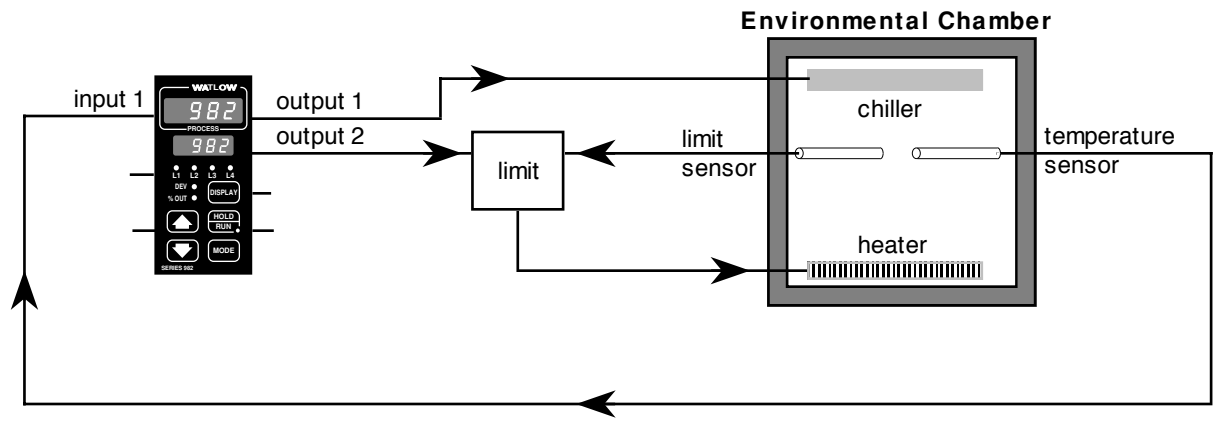 Environmental Chamber
WATLOW
input 1
982
output 1
PROCESS
982
output 2
chiller
limit
sensor
temperature
sensor
limit
L1 L2 L3 L4
DEV
% OUT
DISPLAY
HOLD
RUN
MODE
SERIES 982
heater